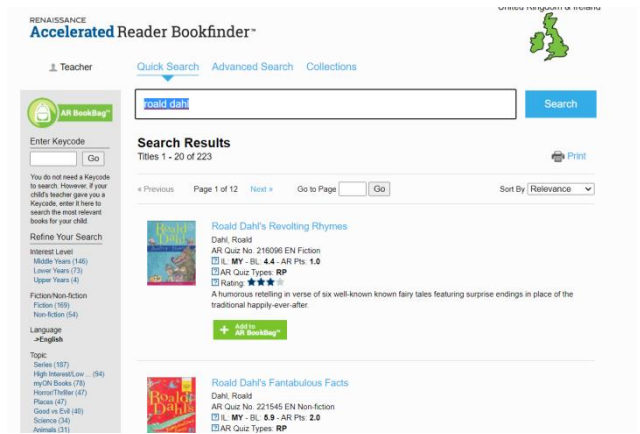 United Kingdom & Ireland
RENAISSANCE
Accelerated Reader Bookfinder™
Teacher
Quick Search Advanced Search Collections
roald dahl
Search
AR BookBag™
Enter Keycode
Go
You do not need a Keycode
to search. However, if your
child's teacher gave you a
Keycode, enter it here to
search the most relevant
books for your child.
Refine Your Search
Interest Level
Middle Years (146)
Lower Years (73)
Upper Years (4)
Fiction/Non-fiction
Fiction (169)
Non-fiction (54)
Language
->English
Topic
Series (187)
High Interest/Low ... (94)
myON Books (78)
Horror/Thriller (47)
Places (47)
Good vs Evil (40)
Science (34)
Animals (31)
Search Results
Titles 1 - 20 of 223
Print
« Previous Page 1 of 12 Next » Go to Page Go Sort By Relevance
Roald Dahl
Roald Dahl's Revolting Rhymes
Dahl, Roald
AR Quiz No. 216096 EN Fiction
? IL: MY - BL: 4.4 - AR Pts: 1.0
? AR Quiz Types: RP
? Rating:
A humorous retelling in verse of six well-known known fairy tales featuring surprise endings in place of the
traditional happily-ever-after.
+ Add to
AR BookBag™
Roald
Dahl's
Roald Dahl's Fantabulous Facts
Dahl, Roald
AR Quiz No. 221545 EN Non-fiction
? IL: MY - BL: 5.9 - AR Pts: 2.0
? AR Quiz Types: RP